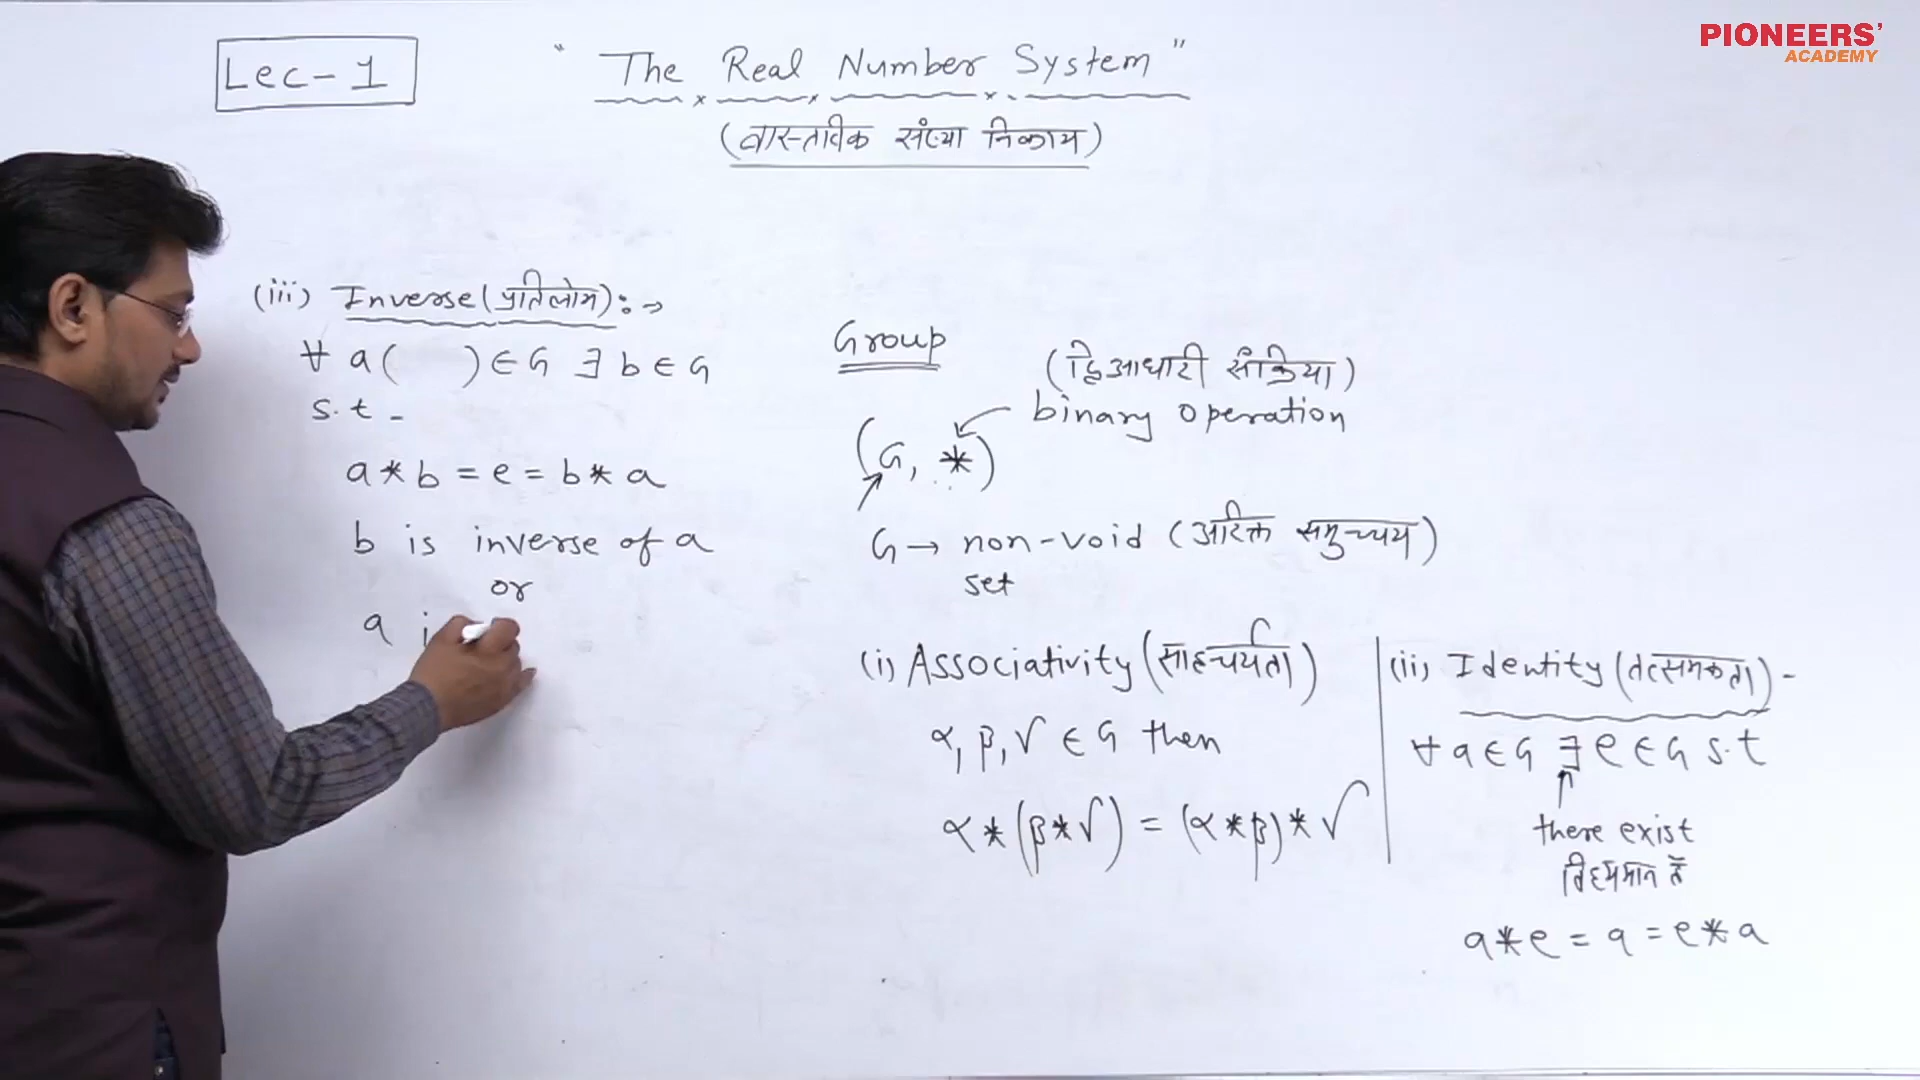 PIONEERS'
ACADEMY
Lec-1
"The Real Number System"
(वास्तविक संख्या निकाय)
(iii) Inverse (प्रतिलोम) :→
∀ a( ) ∈ G ∃ b ∈ G
s.t -
a * b = e = b * a
b is inverse of a
or
a i
Group
(द्विआधारी संक्रिया)
binary operation
(G, *)
G → non-void (अरिक्त समुच्चय)
set
(i) Associativity (साहचर्यता)
α, β, γ ∈ G then
α * (β * γ) = (α * β) * γ
(ii) Identity (तत्समकता) -
∀ a ∈ G ∃ e ∈ G s.t
there exist
a * e = a = e * a